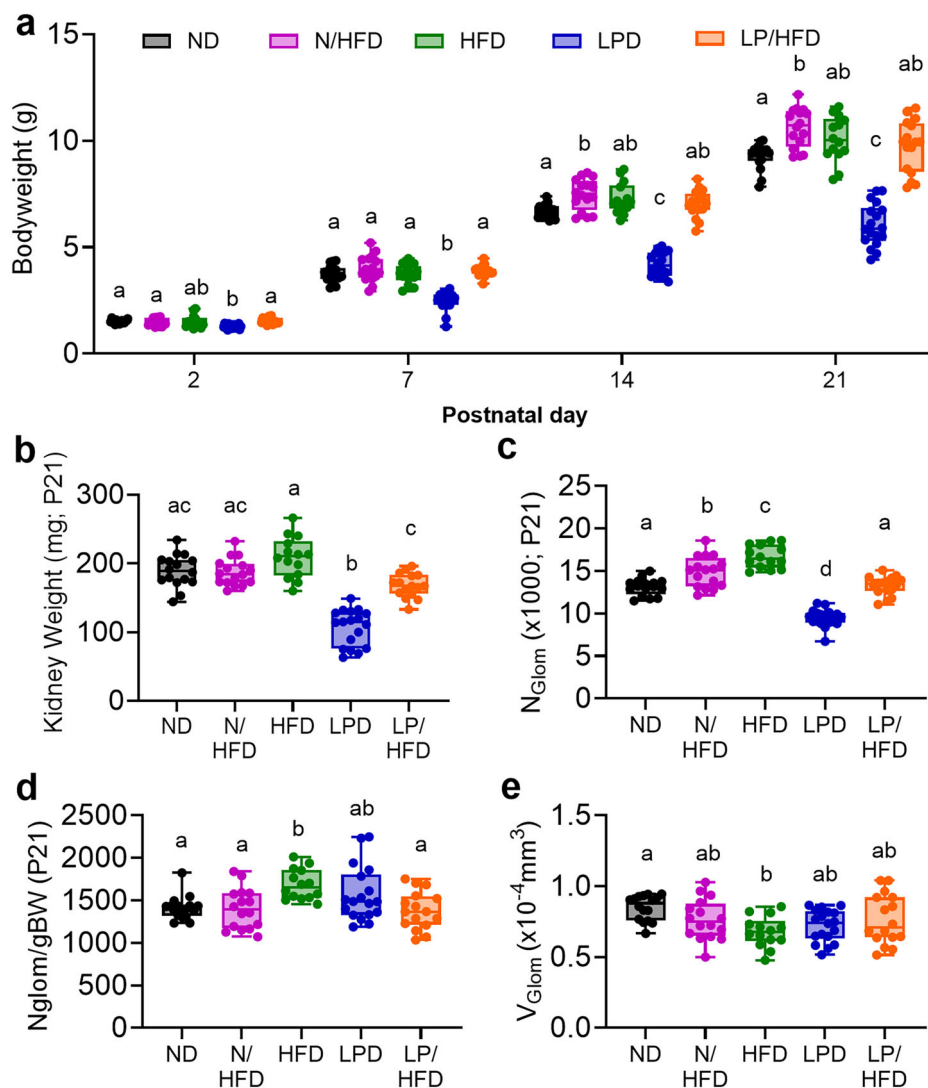 a
ND N/HFD HFD LPD LP/HFD
Bodyweight (g)
15
10
5
0
a a ab b a
a a a b a
a b ab c ab
a b ab c ab
2 7 14 21
Postnatal day
b
Kidney Weight (mg; P21)
300
200
100
0
ac ac a b c
ND N/ HFD LPD LP/
HFD HFD
c
N_Glom (x1000; P21)
25
20
15
10
5
0
a b c d a
ND N/ HFD LPD LP/
HFD HFD
d
Nglom/gBW (P21)
2500
2000
1500
1000
500
0
a a b ab a
ND N/ HFD LPD LP/
HFD HFD
e
V_Glom (x10⁻⁴mm³)
1.5
1.0
0.5
0.0
a ab b ab ab
ND N/ HFD LPD LP/
HFD HFD